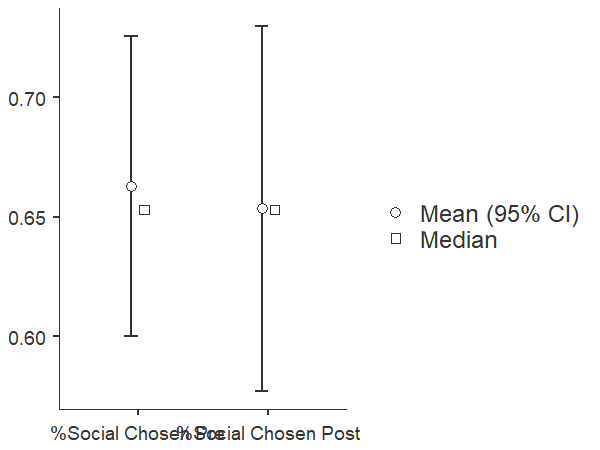 0.70
0.65
0.60
Mean (95% CI)
Median
%Social Chosen Pre
%Social Chosen Post